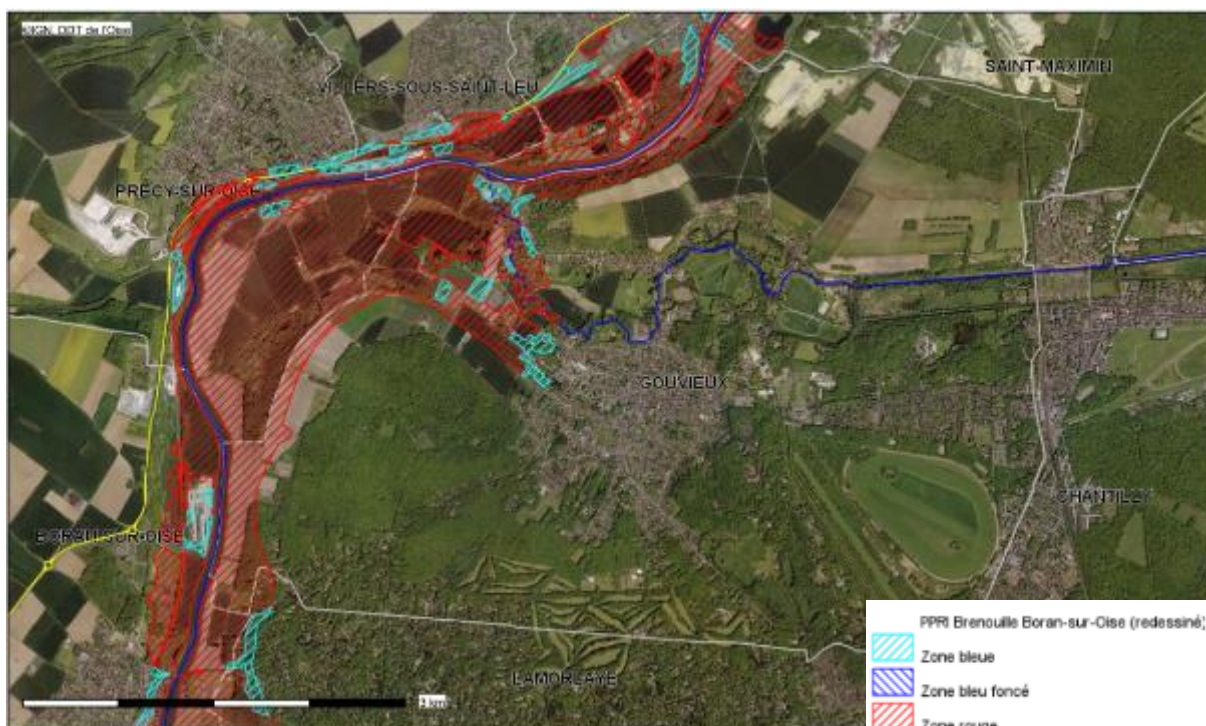 ©IGN, DDT de l'Oise
SAINT-MAXIMIN
VILLERS-SOUS-SAINT-LEU
PRÉCY-SUR-OISE
GOUVIEUX
CHANTILLY
BORAN-SUR-OISE
LAMORLAYE
km
PPRI Brenouille Boran-sur-Oise (redessiné)
Zone bleue
Zone bleu foncé
Zone rouge